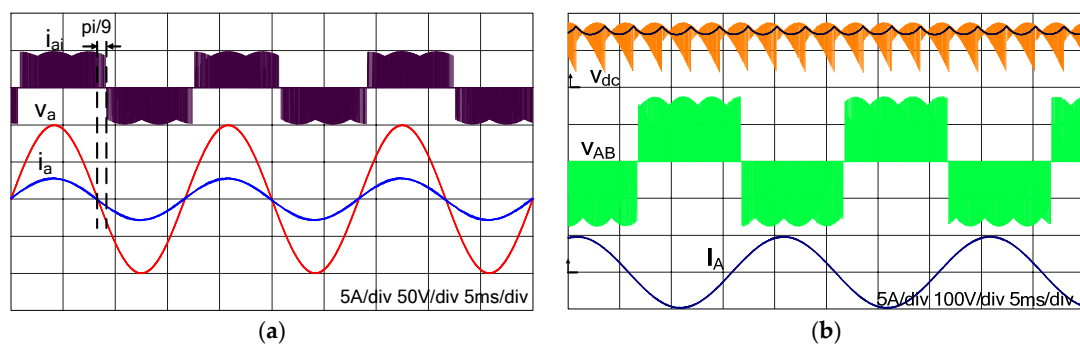 i_ai
pi/9
v_a
i_a
5A/div 50V/div 5ms/div
(a)
v_dc
v_AB
I_A
5A/div 100V/div 5ms/div
(b)